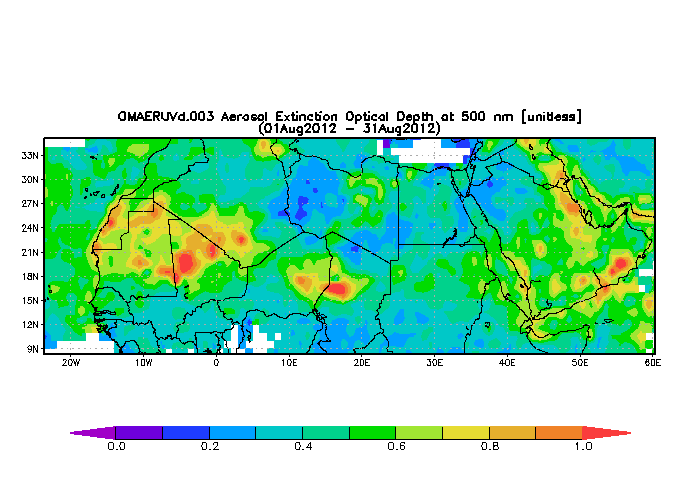 OMAERUVd.003 Aerosol Extinction Optical Depth at 500 nm [unitless]
(01Aug2012 - 31Aug2012)
33N
30N
27N
24N
21N
18N
15N
12N
9N
20W 10W 0 10E 20E 30E 40E 50E 60E
0.0 0.2 0.4 0.6 0.8 1.0